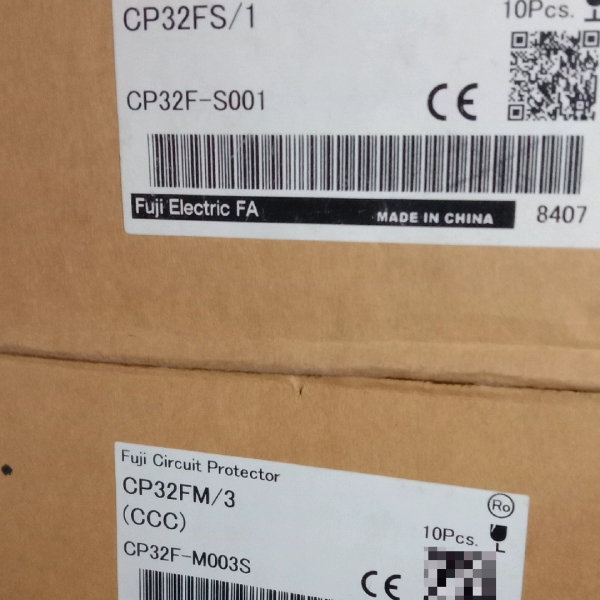 CP32FS/1
10Pcs.
CP32F-S001
CE
Fuji Electric FA
MADE IN CHINA
8407
Fuji Circuit Protector
CP32FM/3
(CCC)
Ro
10Pcs.
CP32F-M003S
CE